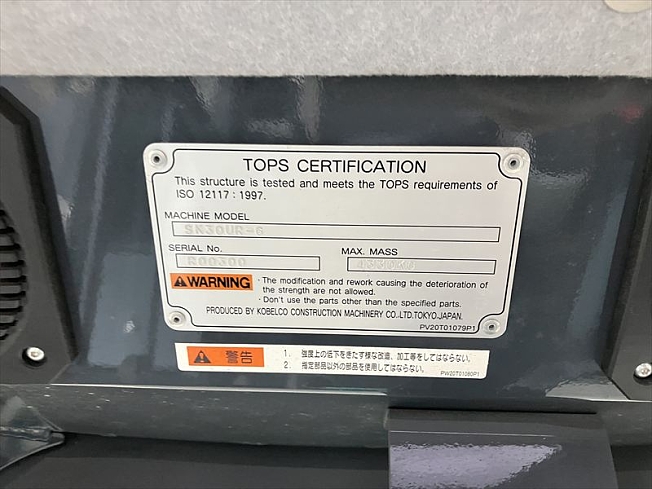 TOPS CERTIFICATION
This structure is tested and meets the TOPS requirements of
ISO 12117 : 1997.
MACHINE MODEL
SK30UR-6
SERIAL No.
MAX. MASS
R00300
⚠WARNING
· The modification and rework causing the deterioration of
the strength are not allowed.
· Don't use the parts other than the specified parts.
PRODUCED BY KOBELCO CONSTRUCTION MACHINERY CO.,LTD.TOKYO.JAPAN.
PV20T01079P1
⚠ 警告
1. 強度上の低下をきたす様な改造、加工等をしてはならない。
2. 指定部品以外の部品を使用してはならない。
PW20T01080P1